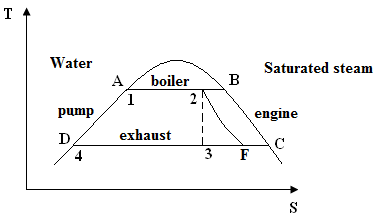 T
Water
Saturated steam
A boiler B
1 2
pump
engine
D exhaust C
4 3 F
S